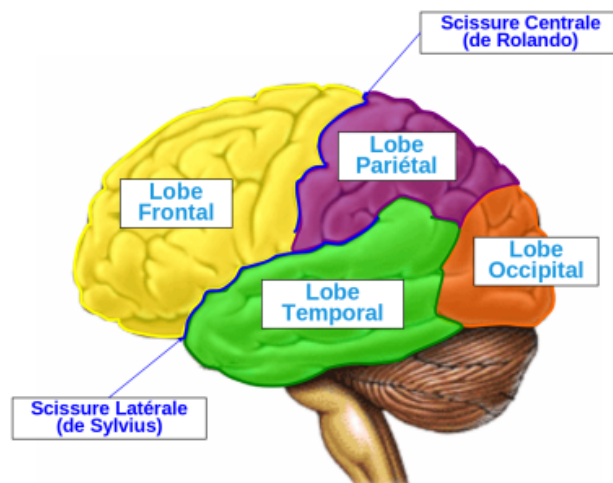 Scissure Centrale
(de Rolando)
Lobe
Pariétal
Lobe
Frontal
Lobe
Occipital
Lobe
Temporal
Scissure Latérale
(de Sylvius)